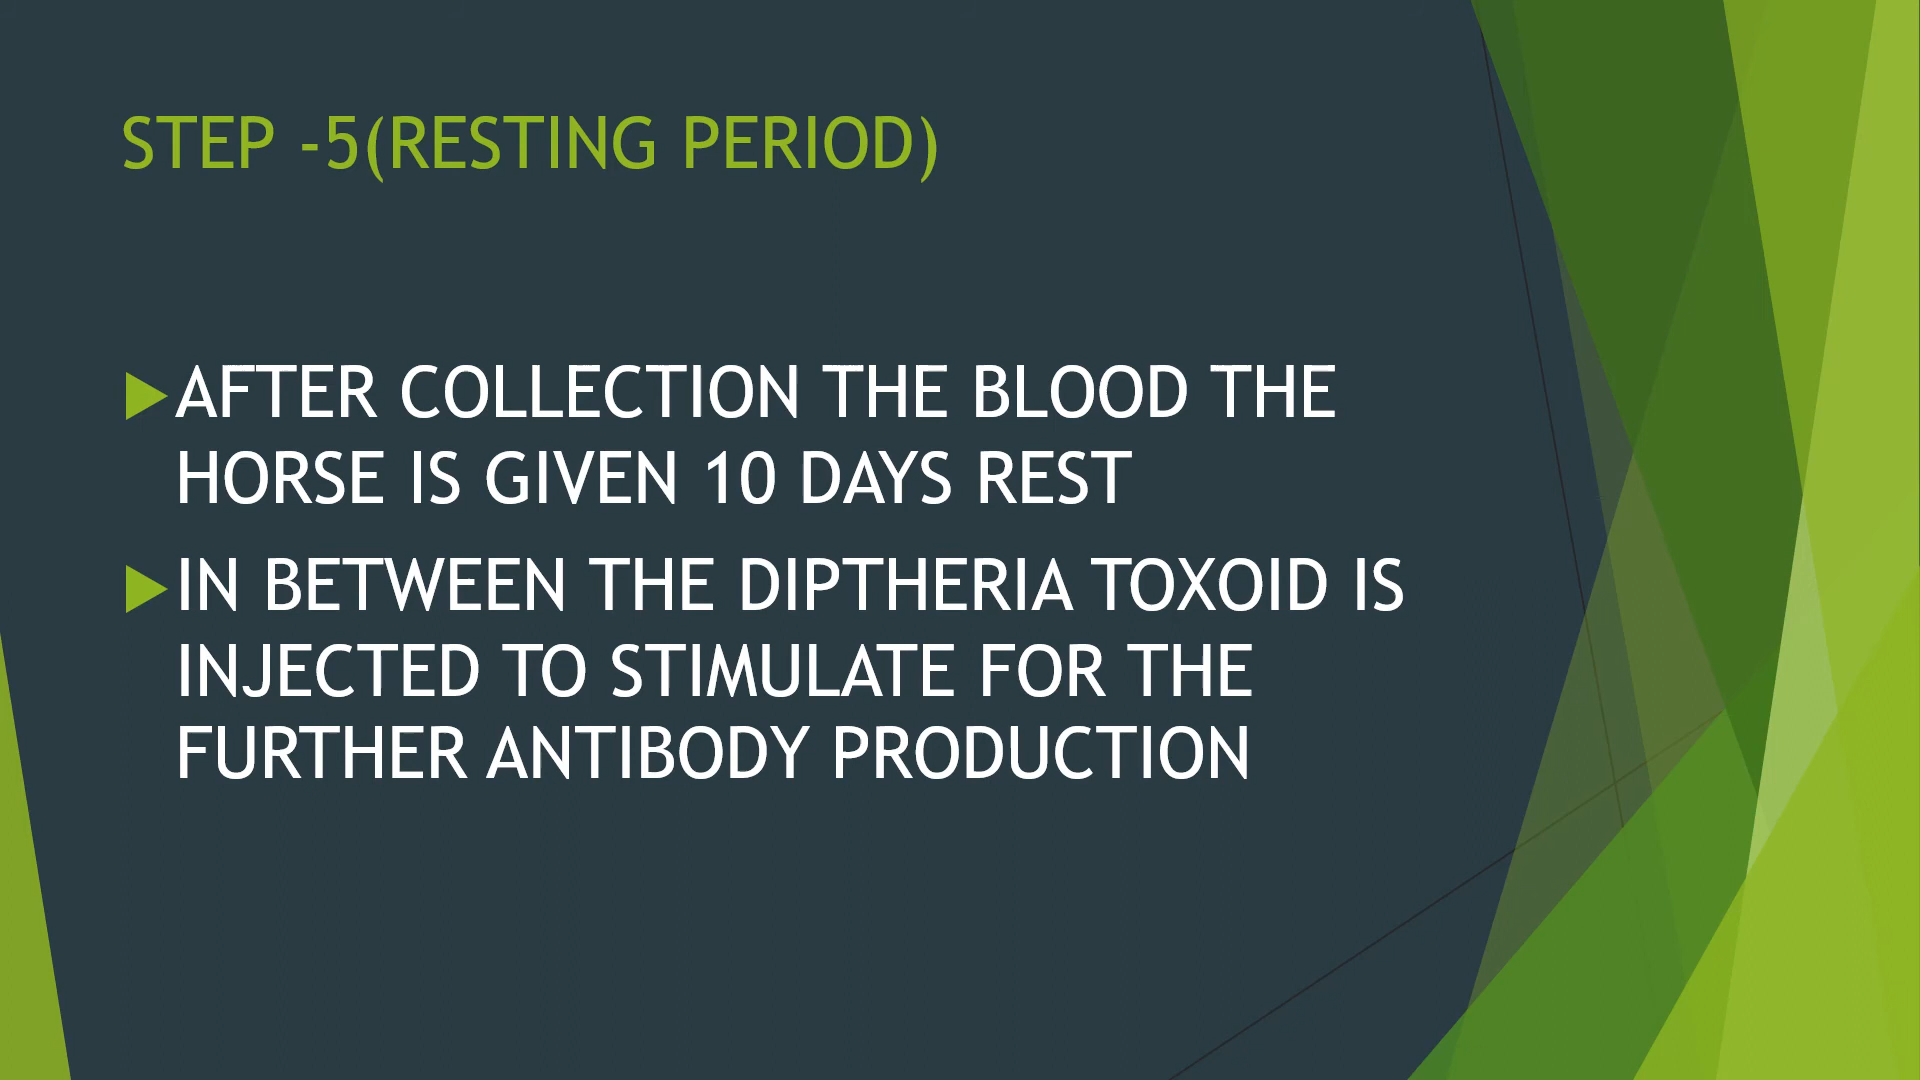 STEP -5(RESTING PERIOD)
AFTER COLLECTION THE BLOOD THE
HORSE IS GIVEN 10 DAYS REST
IN BETWEEN THE DIPTHERIA TOXOID IS
INJECTED TO STIMULATE FOR THE
FURTHER ANTIBODY PRODUCTION